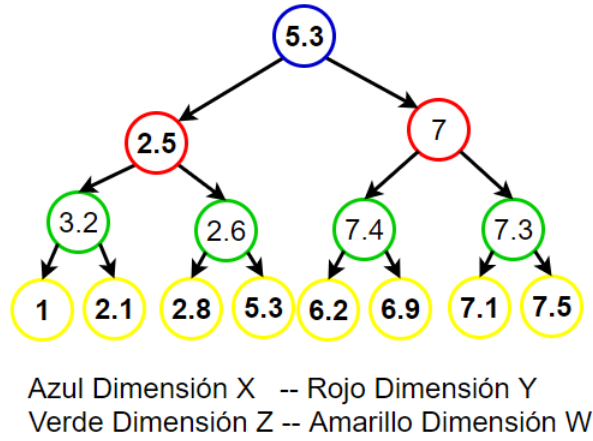 5.3
2.5 7
3.2 2.6 7.4 7.3
1 2.1 2.8 5.3 6.2 6.9 7.1 7.5
Azul Dimensión X -- Rojo Dimensión Y
Verde Dimensión Z -- Amarillo Dimensión W